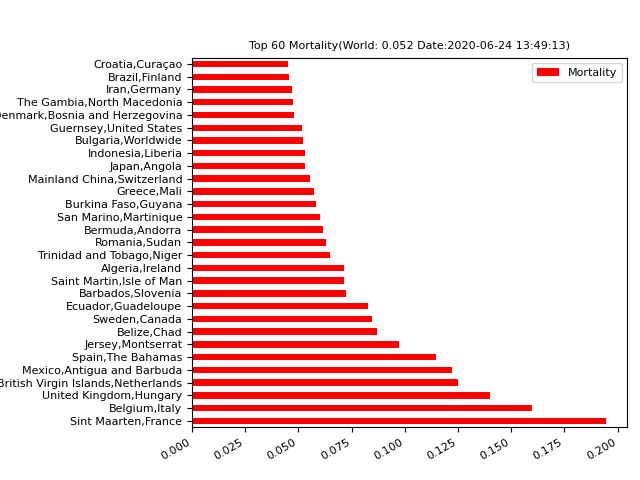 Top 60 Mortality(World: 0.052 Date:2020-06-24 13:49:13)
Mortality
Croatia,Curaçao
Brazil,Finland
Iran,Germany
The Gambia,North Macedonia
Denmark,Bosnia and Herzegovina
Guernsey,United States
Bulgaria,Worldwide
Indonesia,Liberia
Japan,Angola
Mainland China,Switzerland
Greece,Mali
Burkina Faso,Guyana
San Marino,Martinique
Bermuda,Andorra
Romania,Sudan
Trinidad and Tobago,Niger
Algeria,Ireland
Saint Martin,Isle of Man
Barbados,Slovenia
Ecuador,Guadeloupe
Sweden,Canada
Belize,Chad
Jersey,Montserrat
Spain,The Bahamas
Mexico,Antigua and Barbuda
British Virgin Islands,Netherlands
United Kingdom,Hungary
Belgium,Italy
Sint Maarten,France
0.000 0.025 0.050 0.075 0.100 0.125 0.150 0.175 0.200